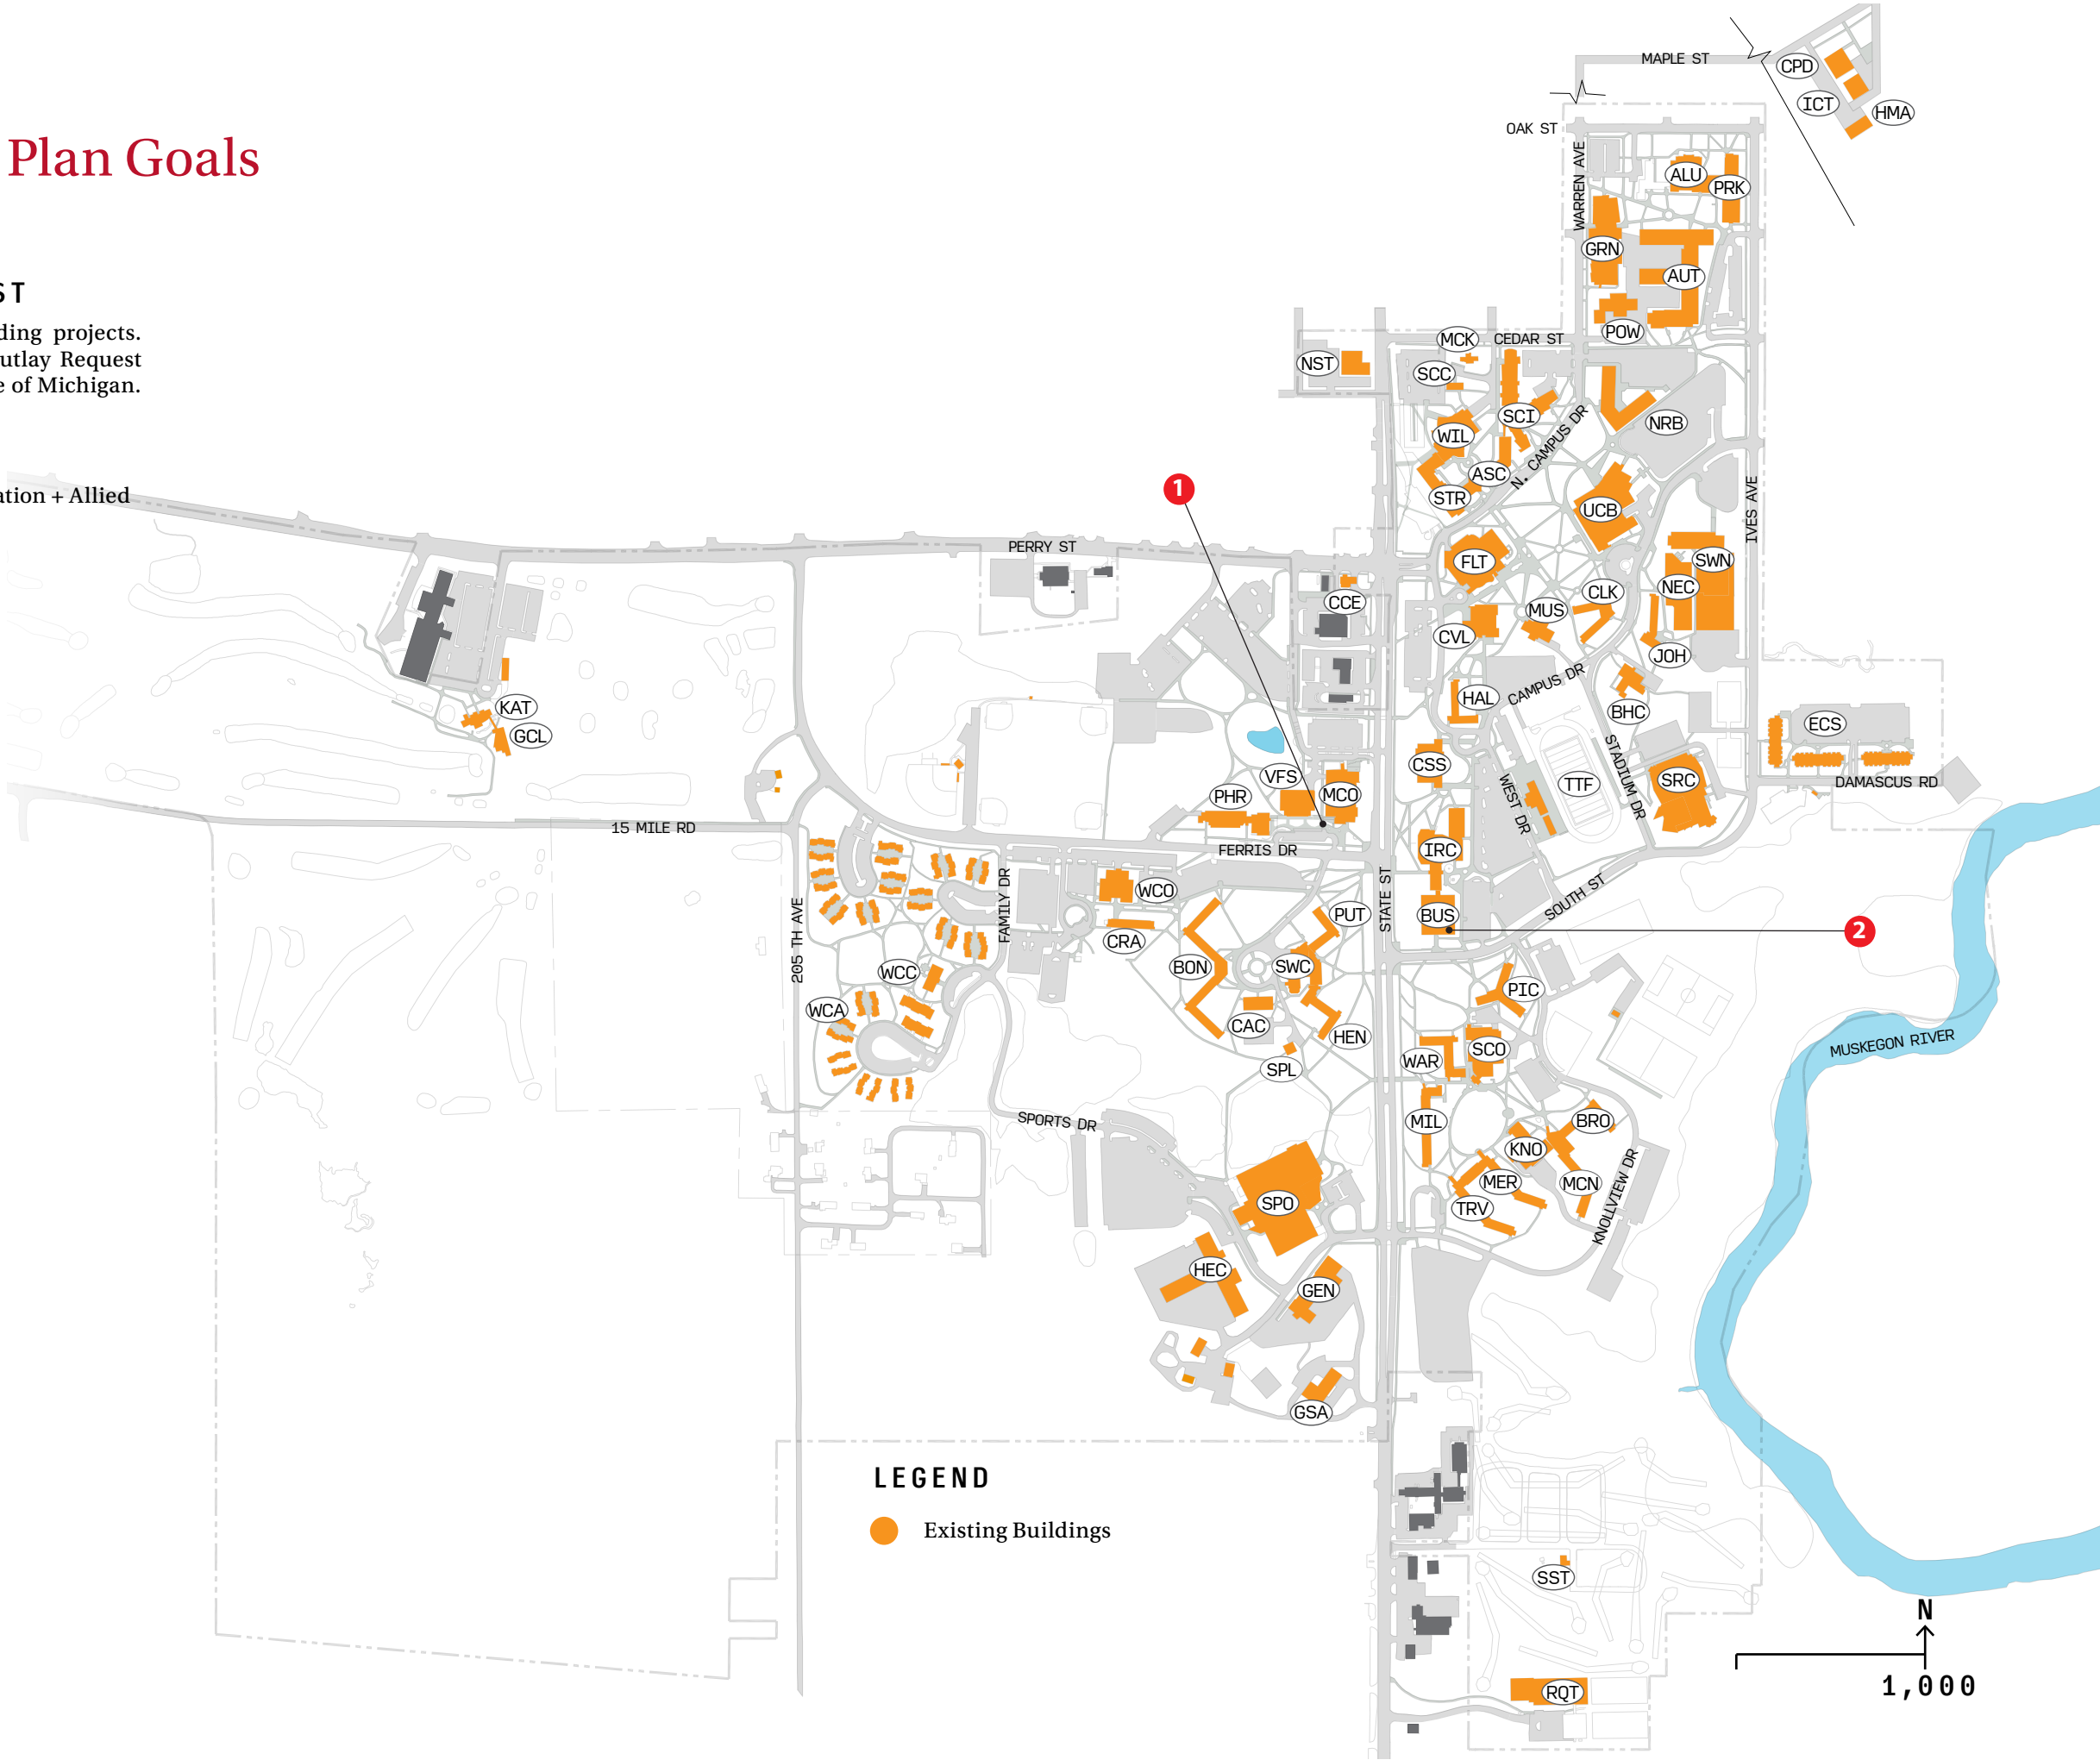 Plan Goals
ST
ding projects.
utlay Request
e of Michigan.
ation + Allied
MAPLE ST
CPD
ICT
HMA
OAK ST
WARREN AVE
ALU
PRK
GRN
AUT
POW
MCK
CEDAR ST
NST
SCC
SCI
WIL
NRB
N. CAMPUS DR
ASC
STR
UCB
IVES AVE
1
PERRY ST
FLT
SWN
NEC
CLK
CCE
MUS
CVL
JOH
CAMPUS DR
HAL
BHC
KAT
GCL
ECS
STADIUM DR
CSS
VFS
MCO
PHR
WEST DR
TTF
SRC
DAMASCUS RD
15 MILE RD
FERRIS DR
IRC
WCO
STATE ST
FAMILY DR
205 TH AVE
SOUTH ST
PUT
BUS
2
CRA
BON
SWC
WCC
WCA
PIC
CAC
HEN
SPL
WAR
SCO
MUSKEGON RIVER
SPORTS DR
MIL
BRO
KNO
MER
MCN
KNOLLVIEW DR
TRV
SPO
HEC
GEN
GSA
LEGEND
Existing Buildings
SST
N
1,000
RQT